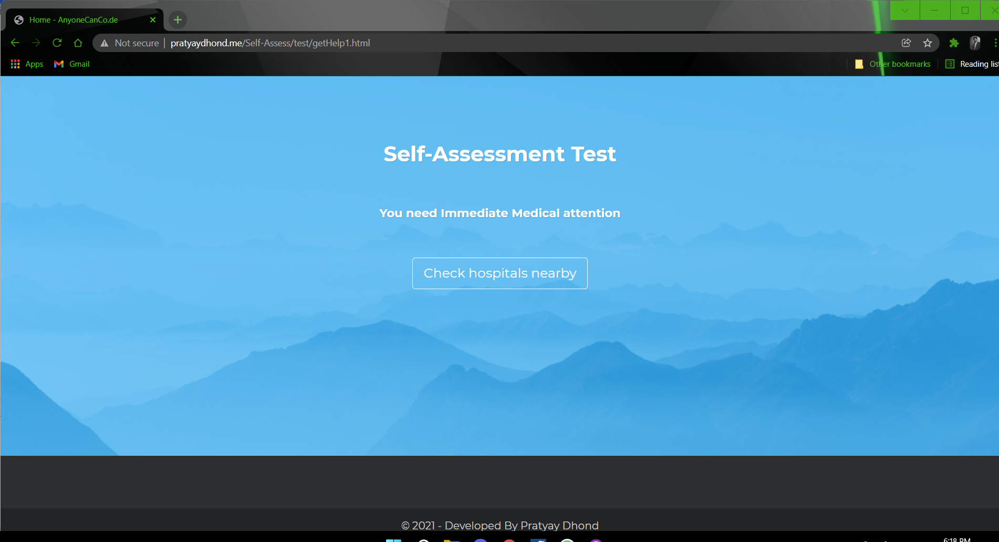 Home - AnyoneCanCo.de
Not secure | pratyaydhond.me/Self-Assess/test/getHelp1.html
Apps Gmail Other bookmarks Reading list
Self-Assessment Test
You need Immediate Medical attention
Check hospitals nearby
© 2021 - Developed By Pratyay Dhond
6:18 PM